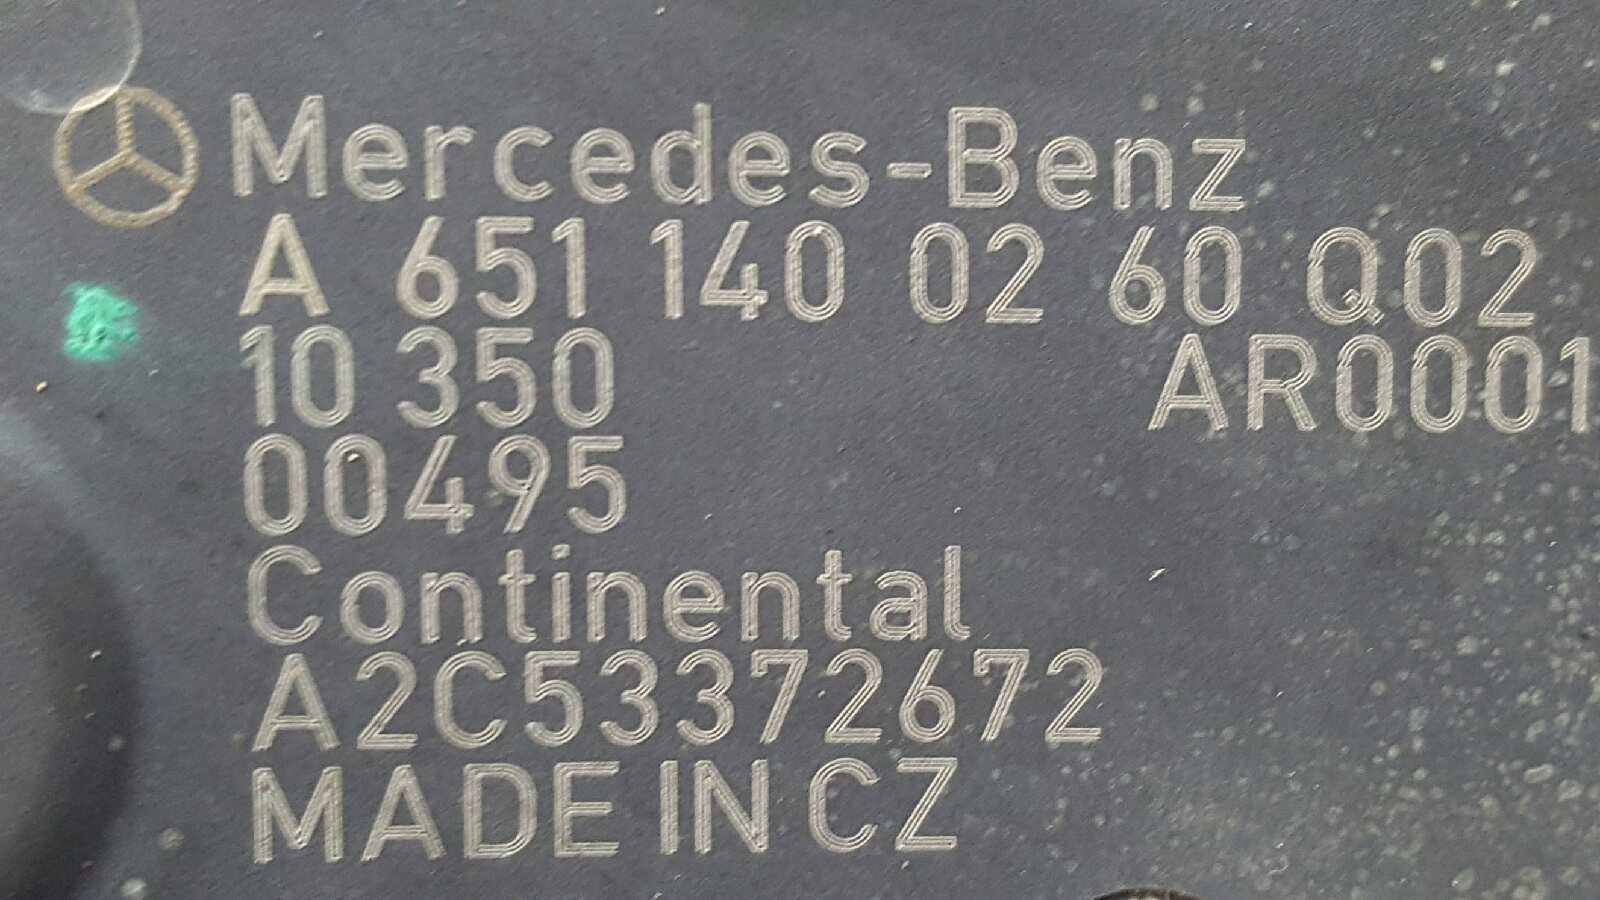 Mercedes-Benz
A 651 140 02 60 Q02
10 350 AR0001
00495
Continental
A2C53372672
MADE IN CZ